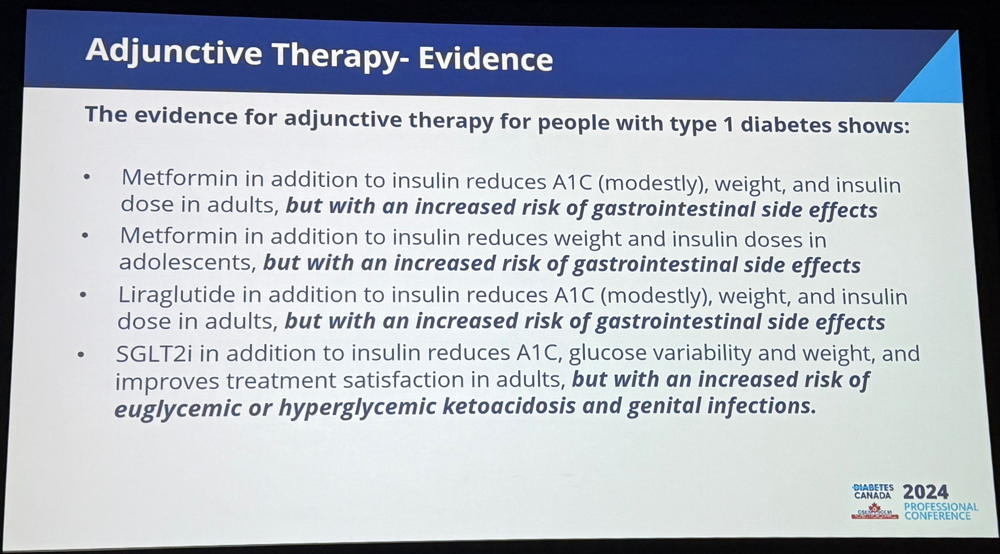 Adjunctive Therapy- Evidence
The evidence for adjunctive therapy for people with type 1 diabetes shows:
• Metformin in addition to insulin reduces A1C (modestly), weight, and insulin
dose in adults, but with an increased risk of gastrointestinal side effects
• Metformin in addition to insulin reduces weight and insulin doses in
adolescents, but with an increased risk of gastrointestinal side effects
• Liraglutide in addition to insulin reduces A1C (modestly), weight, and insulin
dose in adults, but with an increased risk of gastrointestinal side effects
• SGLT2i in addition to insulin reduces A1C, glucose variability and weight, and
improves treatment satisfaction in adults, but with an increased risk of
euglycemic or hyperglycemic ketoacidosis and genital infections.
DIABETES
CANADA
CSEM SCEM
2024
PROFESSIONAL
CONFERENCE